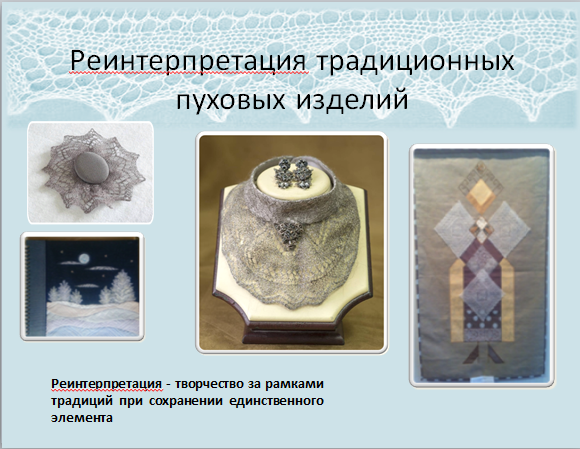 Реинтерпретация традиционных
пуховых изделий
Реинтерпретация - творчество за рамками
традиций при сохранении единственного
элемента